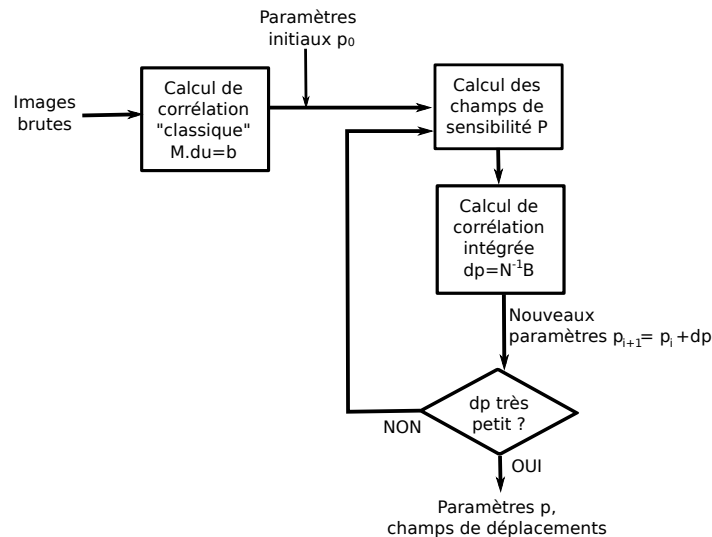 Paramètres
initiaux p₀
Images
brutes
Calcul de
corrélation
"classique"
M.du=b
Calcul des
champs de
sensibilité P
Calcul de
corrélation
intégrée
dp=N⁻¹B
Nouveaux
paramètres pᵢ₊₁= pᵢ +dp
dp très
petit ?
NON
OUI
Paramètres p,
champs de déplacements